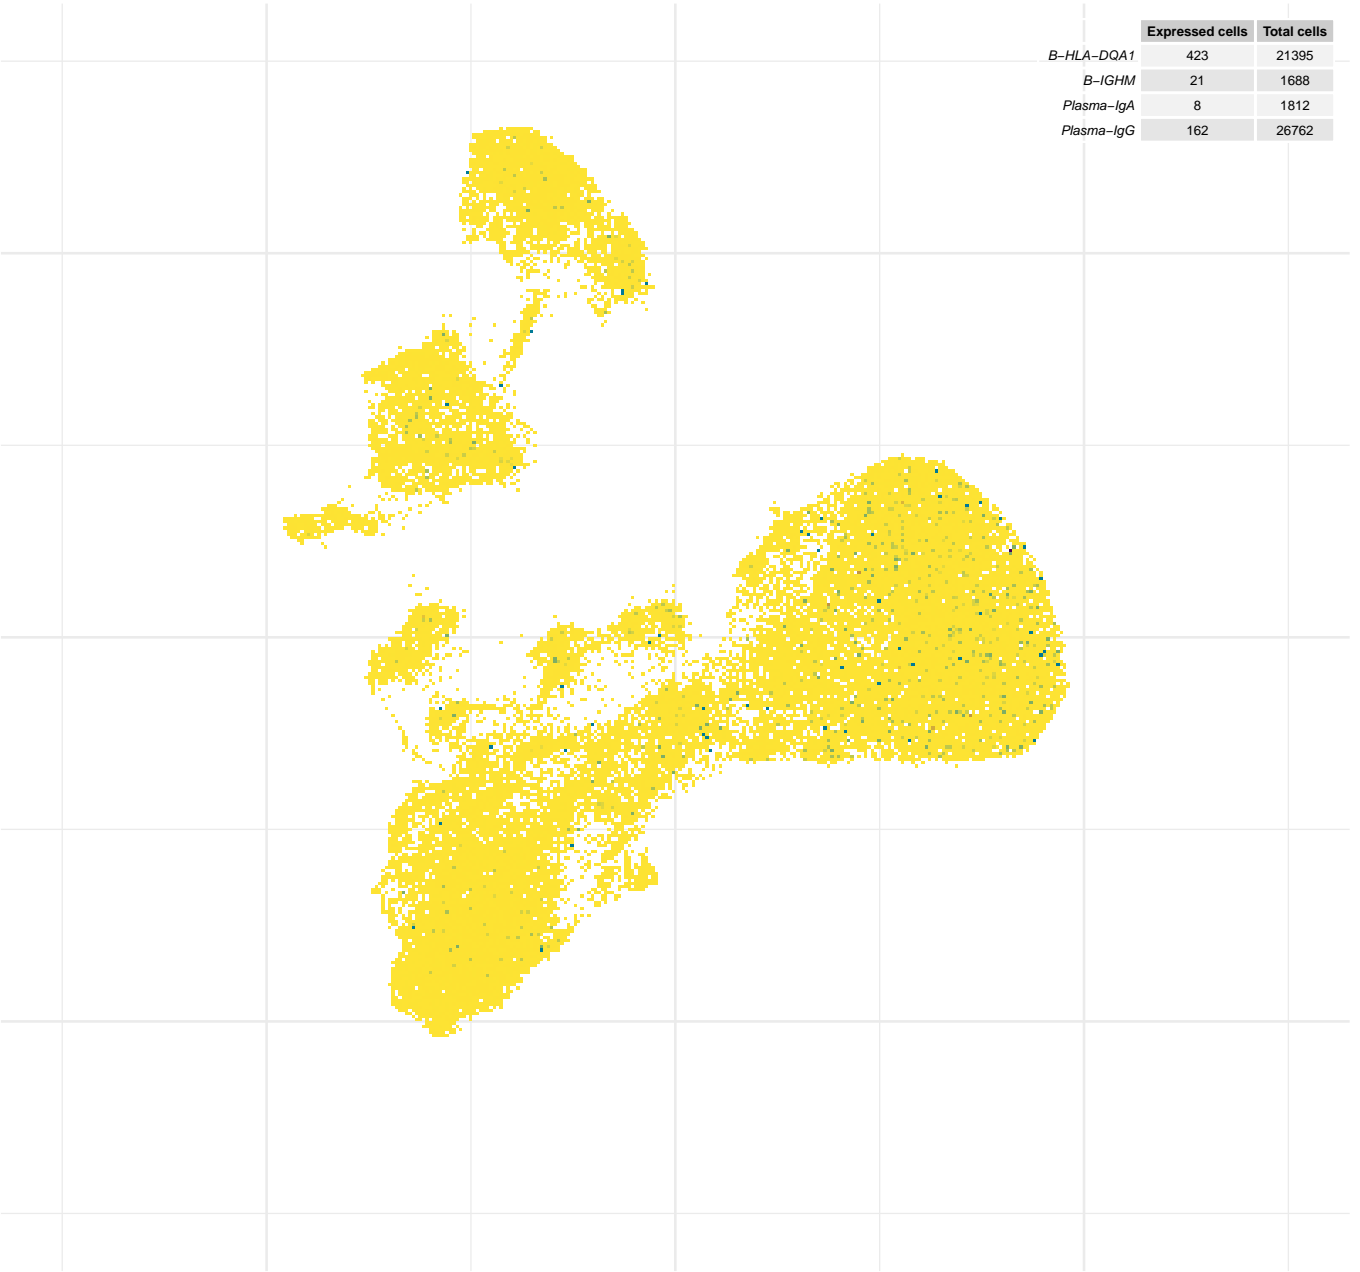 Expressed cells Total cells
B−HLA−DQA1 423 21395
B−IGHM 21 1688
Plasma−IgA 8 1812
Plasma−IgG 162 26762